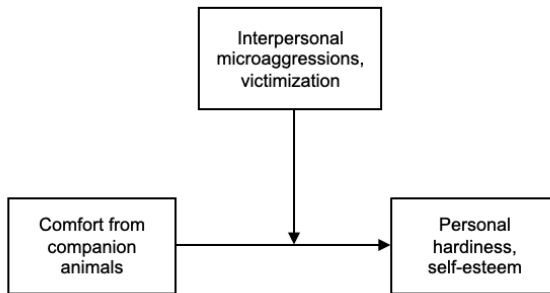 Interpersonal
microaggressions,
victimization
Comfort from
companion
animals
Personal
hardiness,
self-esteem